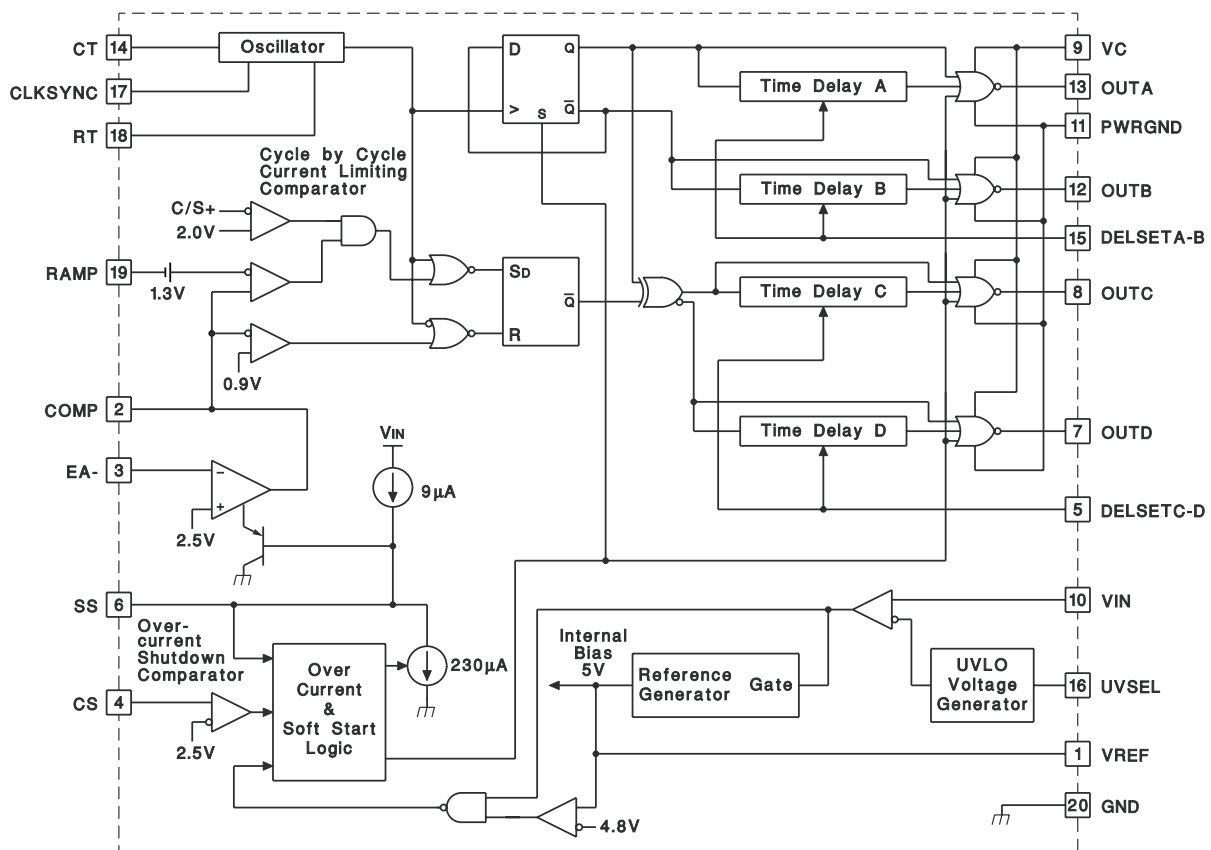 CT
14
Oscillator
D
Q
9
VC
Time Delay A
13
OUTA
CLKSYNC
17
>
S
Q̅
RT
18
11
PWRGND
Cycle by Cycle
Current Limiting
Comparator
Time Delay B
12
OUTB
C/S+
2.0V
15
DELSETA-B
RAMP
19
1.3V
SD
Q̅
R
Time Delay C
8
OUTC
0.9V
COMP
2
Time Delay D
7
OUTD
VIN
EA-
3
−
+
2.5V
9µA
5
DELSETC-D
SS
6
10
VIN
Over-
current
Shutdown
Comparator
Over
Current
&
Soft Start
Logic
230µA
Internal
Bias
5V
Reference
Generator
Gate
UVLO
Voltage
Generator
16
UVSEL
CS
4
2.5V
1
VREF
4.8V
20
GND